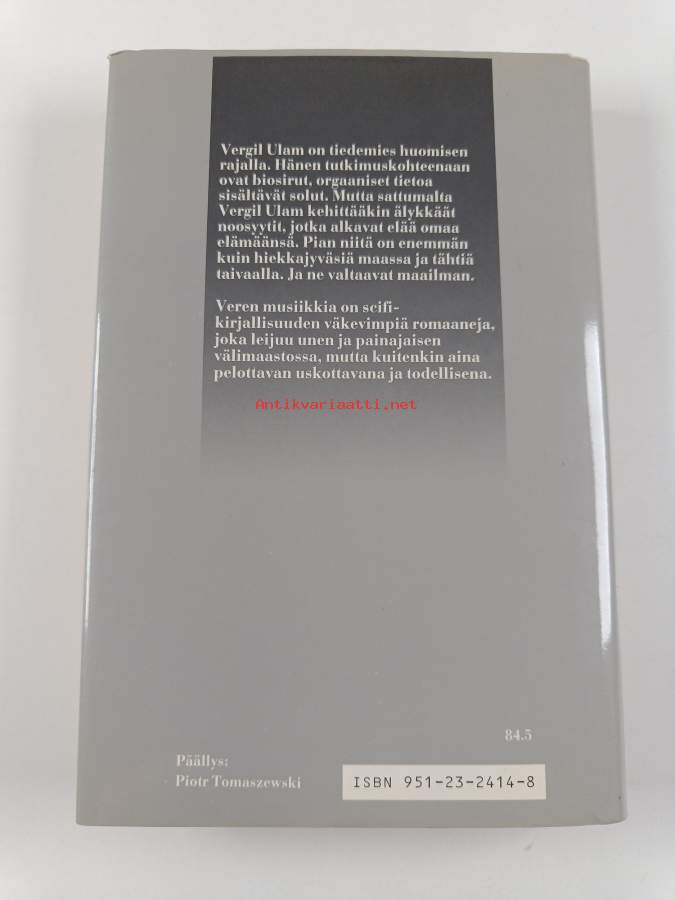 Vergil Ulam on tiedemies huomisen
rajalla. Hänen tutkimuskohteenaan
ovat biosirut, orgaaniset tietoa
sisältävät solut. Mutta sattumalta
Vergil Ulam kehittääkin älykkäät
noosyytit, jotka alkavat elää omaa
elämäänsä. Pian niitä on enemmän
kuin hiekkajyväsiä maassa ja tähtiä
taivaalla. Ja ne valtaavat maailman.
Veren musiikkia on scifi-
kirjallisuuden väkevimpiä romaaneja,
joka leijuu unen ja painajaisen
välimaastossa, mutta kuitenkin aina
pelottavan uskottavana ja todellisena.
Antikvariaatti.net
84.5
Päällys:
Piotr Tomaszewski
ISBN 951-23-2414-8